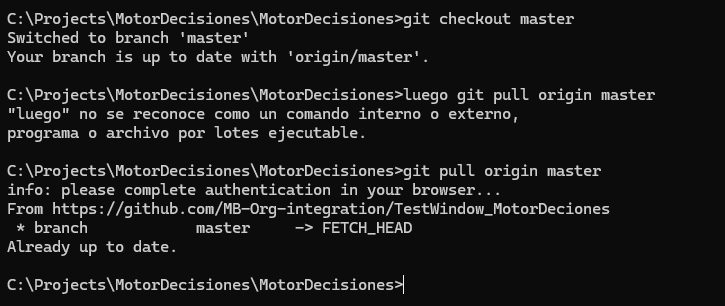 C:\Projects\MotorDecisiones\MotorDecisiones>git checkout master
Switched to branch 'master'
Your branch is up to date with 'origin/master'.
C:\Projects\MotorDecisiones\MotorDecisiones>luego git pull origin master
"luego" no se reconoce como un comando interno o externo,
programa o archivo por lotes ejecutable.
C:\Projects\MotorDecisiones\MotorDecisiones>git pull origin master
info: please complete authentication in your browser...
From https://github.com/MB-Org-integration/TestWindow_MotorDeciones
 * branch            master     -> FETCH_HEAD
Already up to date.
C:\Projects\MotorDecisiones\MotorDecisiones>